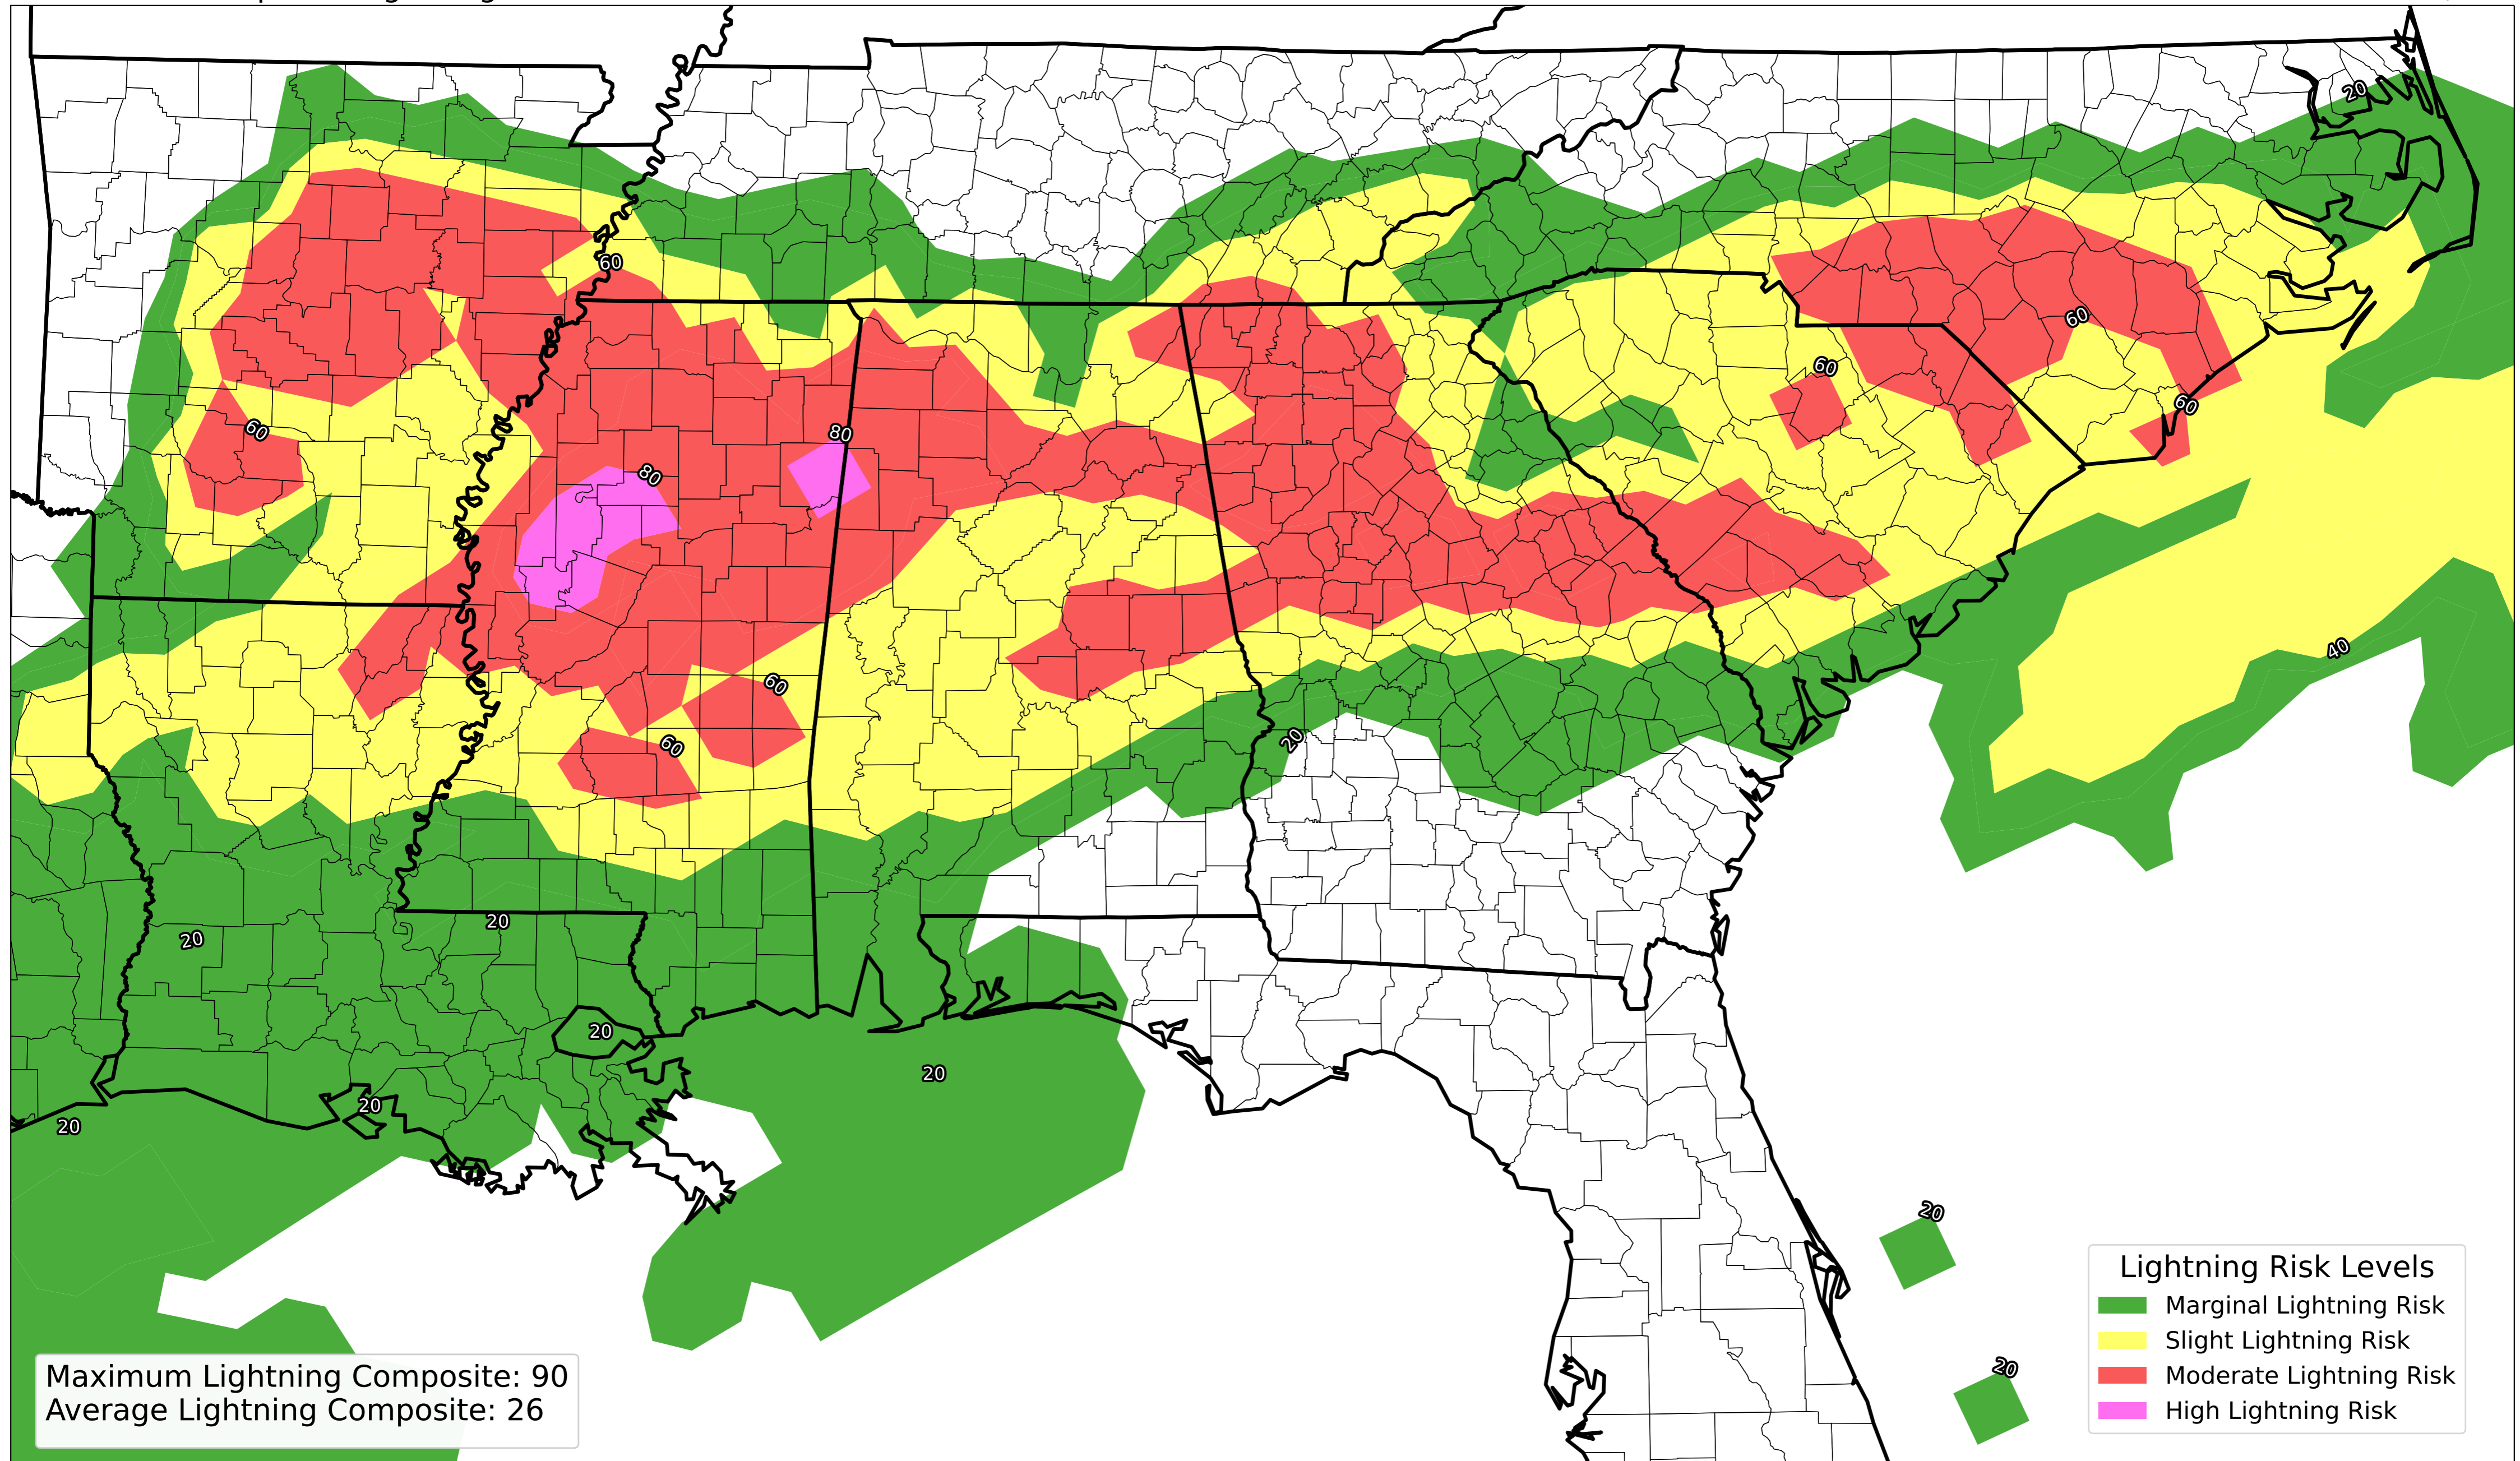 20
60
60
60
60
80
60
80
40
60
60
20
20
20
20
20
20
20
20
20
Lightning Risk Levels
Marginal Lightning Risk
Slight Lightning Risk
Moderate Lightning Risk
High Lightning Risk
Maximum Lightning Composite: 90
Average Lightning Composite: 26